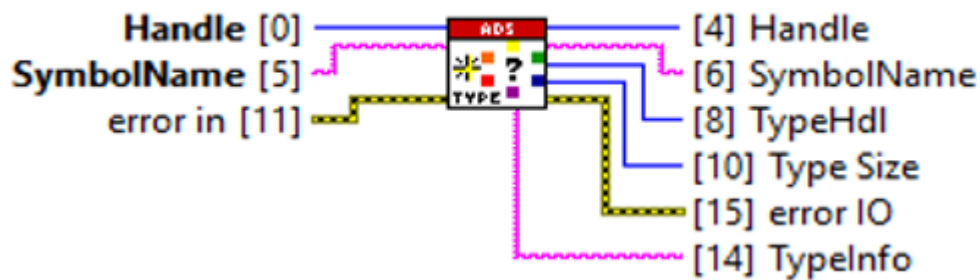 Handle [0]
SymbolName [5]
error in [11]
ADS
?
TYPE
[4] Handle
[6] SymbolName
[8] TypeHdl
[10] Type Size
[15] error IO
[14] TypeInfo